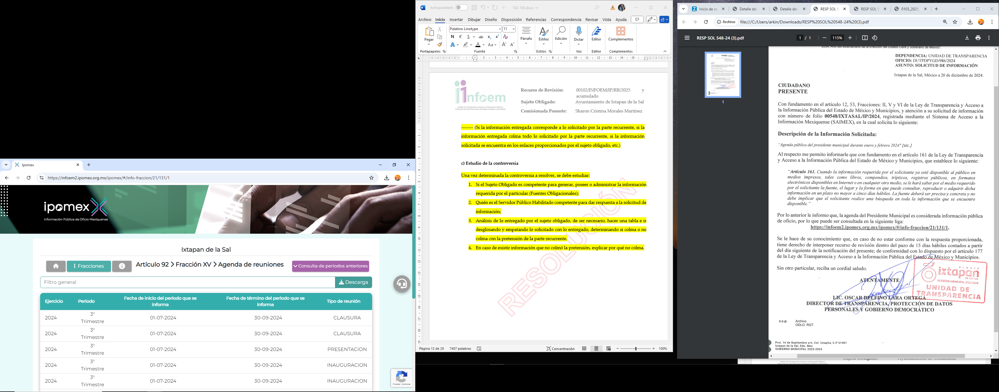 Ipomex
https://infoem2.ipomex.org.mx/ipomex/#/info-fraccion/21/131/1
ipomex
Información Pública de Oficio Mexiquense
Ixtapan de la Sal
Fracciones
Artículo 92 > Fracción XV > Agenda de reuniones
Consulta de periodos anteriores
Filtro general
Descarga
Ejercicio Periodo Fecha de inicio del periodo que se informa Fecha de término del periodo que se informa Tipo de reunión
2024 3° Trimestre 01-07-2024 30-09-2024 CLAUSURA
2024 3° Trimestre 01-07-2024 30-09-2024 CLAUSURA
2024 3° Trimestre 01-07-2024 30-09-2024 PRESENTACION
2024 3° Trimestre 01-07-2024 30-09-2024 INAUGURACION
2024 3° Trimestre 01-07-2024 30-09-2024 INAUGURACION
Autoguardado
102-103.docx
Archivo Inicio Insertar Dibujar Diseño Disposición Referencias Correspondencia Revisar Vista Ayuda
Pegar
Palatino Linotype 11
N K S ab x₂ x²
A Aa A A
Párrafo Estilos Edición Dictar Editor Complementos
Portapapeles Fuente Estilos Voz Editor Complementos
infoem
Instituto de Transparencia, Acceso a la Información Pública y
Protección de Datos Personales del Estado de México y Municipios
Recurso de Revisión: 00102/INFOEM/IP/RR/2025 y
acumulado
Sujeto Obligado: Ayuntamiento de Ixtapan de la Sal
Comisionada Ponente: Sharon Cristina Morales Martínez
-------- (Si la información entregada corresponde a lo solicitado por la parte recurrente, si la
información entregada colma todo lo solicitado por la parte recurrente, si la información
solicitada se encuentra en los enlaces proporcionados por el sujeto obligado, etc.)
c) Estudio de la controversia
Una vez determinada la controversia a resolver, se debe estudiar:
1. Si el Sujeto Obligado es competente para generar, poseer o administrar la información
requerida por el particular (Fuentes Obligacionales);
2. Quién es el Servidor Público Habilitado competente para dar respuesta a la solicitud de
información;
3. Análisis de lo entregado por el sujeto obligado, de ser necesario, hacer una tabla e ir
desglosando y empatando lo solicitado con lo entregado, determinando si colma o no
colma con la pretensión de la parte recurrente.
4. En caso de existir información que no colmó la pretensión, explicar por qué no colma.
RESOLUCIÓN
Página 13 de 29 7407 palabras Concentración 100%
Inicio de se Detalle del Detalle del RESP SOL 5 RESP SOL 5 0103_2025_
Archivo file:///C:/Users/arkin/Downloads/RESP%20SOL%20548-24%20(3).pdf
RESP SOL 548-24 (3).pdf 1 / 1 115%
1
2024, Año del Bicentenario de la Erección del Estado Libre y Soberano de México".
DEPENDENCIA: UNIDAD DE TRANSPARENCIA
OFICIO: DUTPDPYGD/986/2024
ASUNTO: SOLICITUD DE INFORMACIÓN
Ixtapan de la Sal, México a 20 de diciembre de 2024.
CIUDADANO
PRESENTE
Con fundamento en el artículo 12, 53, Fracciones: II, V y VI de la Ley de Transparencia y Acceso a
la Información Pública del Estado de México y Municipios, y atención a su solicitud de información
con número de folio 00548/IXTASAL/IP/2024, registrada mediante el Sistema de Acceso a la
Información Mexiquense (SAIMEX), en la cual solicita lo siguiente:
Descripción de la Información Solicitada:
"Agenda pública del presidente municipal durante enero y febrero 2024" [sic.]
Al respecto me permito informarle que con fundamento en el artículo 161 de la Ley de Transparencia
y Acceso a la Información Pública del Estado de México y Municipios, que establece lo siguiente:
"Artículo 161. Cuando la información requerida por el solicitante ya esté disponible al público en
medios impresos, tales como libros, compendios, trípticos, registros públicos, en formatos
electrónicos disponibles en Internet o en cualquier otro medio, se le hará saber por el medio requerido
por el solicitante la fuente, el lugar y la forma en que puede consultar, reproducir o adquirir dicha
información en un plazo no mayor a cinco días hábiles. La fuente deberá ser precisa y concreta y no
debe implicar que el solicitante realice una búsqueda en toda la información que se encuentre
disponible."
Por lo anterior le informo que, la agenda del Presidente Municipal es considerada información pública
de oficio, por lo que puede ser consultada en la siguiente liga:
https://infoem2.ipomex.org.mx/ipomex/#/info-fraccion/21/131/1.
Se le hace de su conocimiento que, en caso de no estar conforme con la respuesta proporcionada,
tiene derecho de interponer recurso de revisión dentro del pazo de 15 días hábiles contados a partir
del día siguiente de la notificación del presente; de conformidad con lo dispuesto por el artículo 177
de la Ley de Transparencia y Acceso a la Información Pública del Estado de México y Municipios.
Sin otro particular, reciba un cordial saludo.
ATENTAMENTE
RENACE
ixtapan
DE LA SAL
GOBIERNO MUNICIPAL 2022-2024
UNIDAD DE
TRANSPARENCIA
LIC. OSCAR DELFINO LARA ORTEGA
DIRECTOR DE TRANSPARENCIA, PROTECCIÓN DE DATOS
PERSONALES Y GOBIERNO DEMOCRÁTICO
c.c.p. Archivo.
ODLO: RGT
Prol. 16 de Septiembre s/n, Col. Ixtapita, C.P 51907
Ixtapan de la Sal, Edo. Mex.
GOBIERNO MUNICIPAL 2022-2024